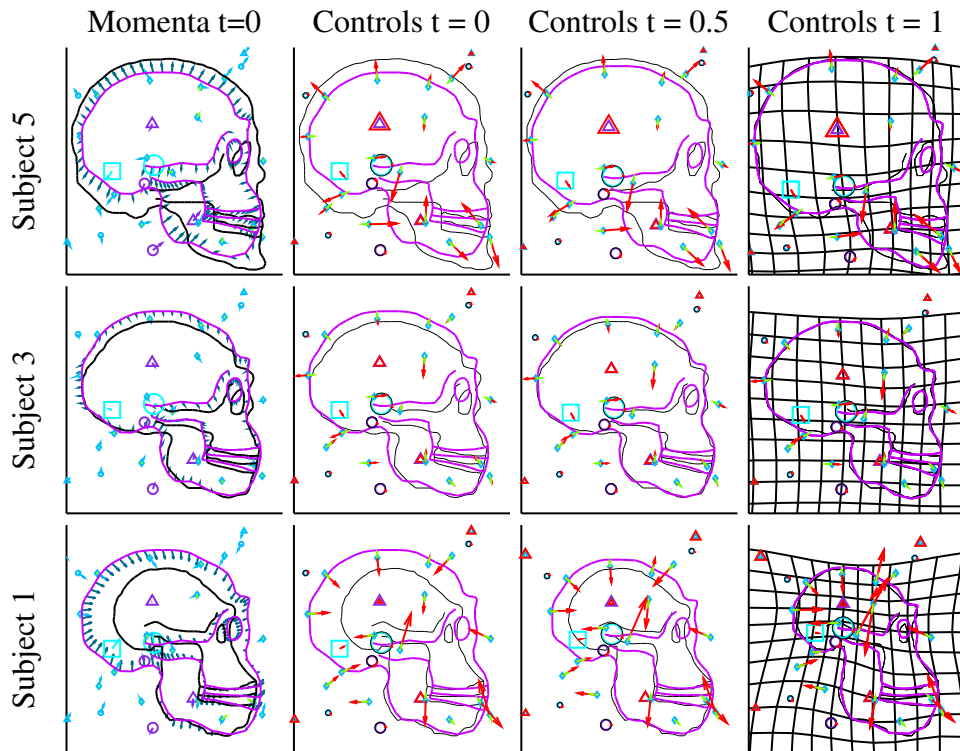 Momenta t=0
Controls t = 0
Controls t = 0.5
Controls t = 1
Subject 5
Subject 3
Subject 1